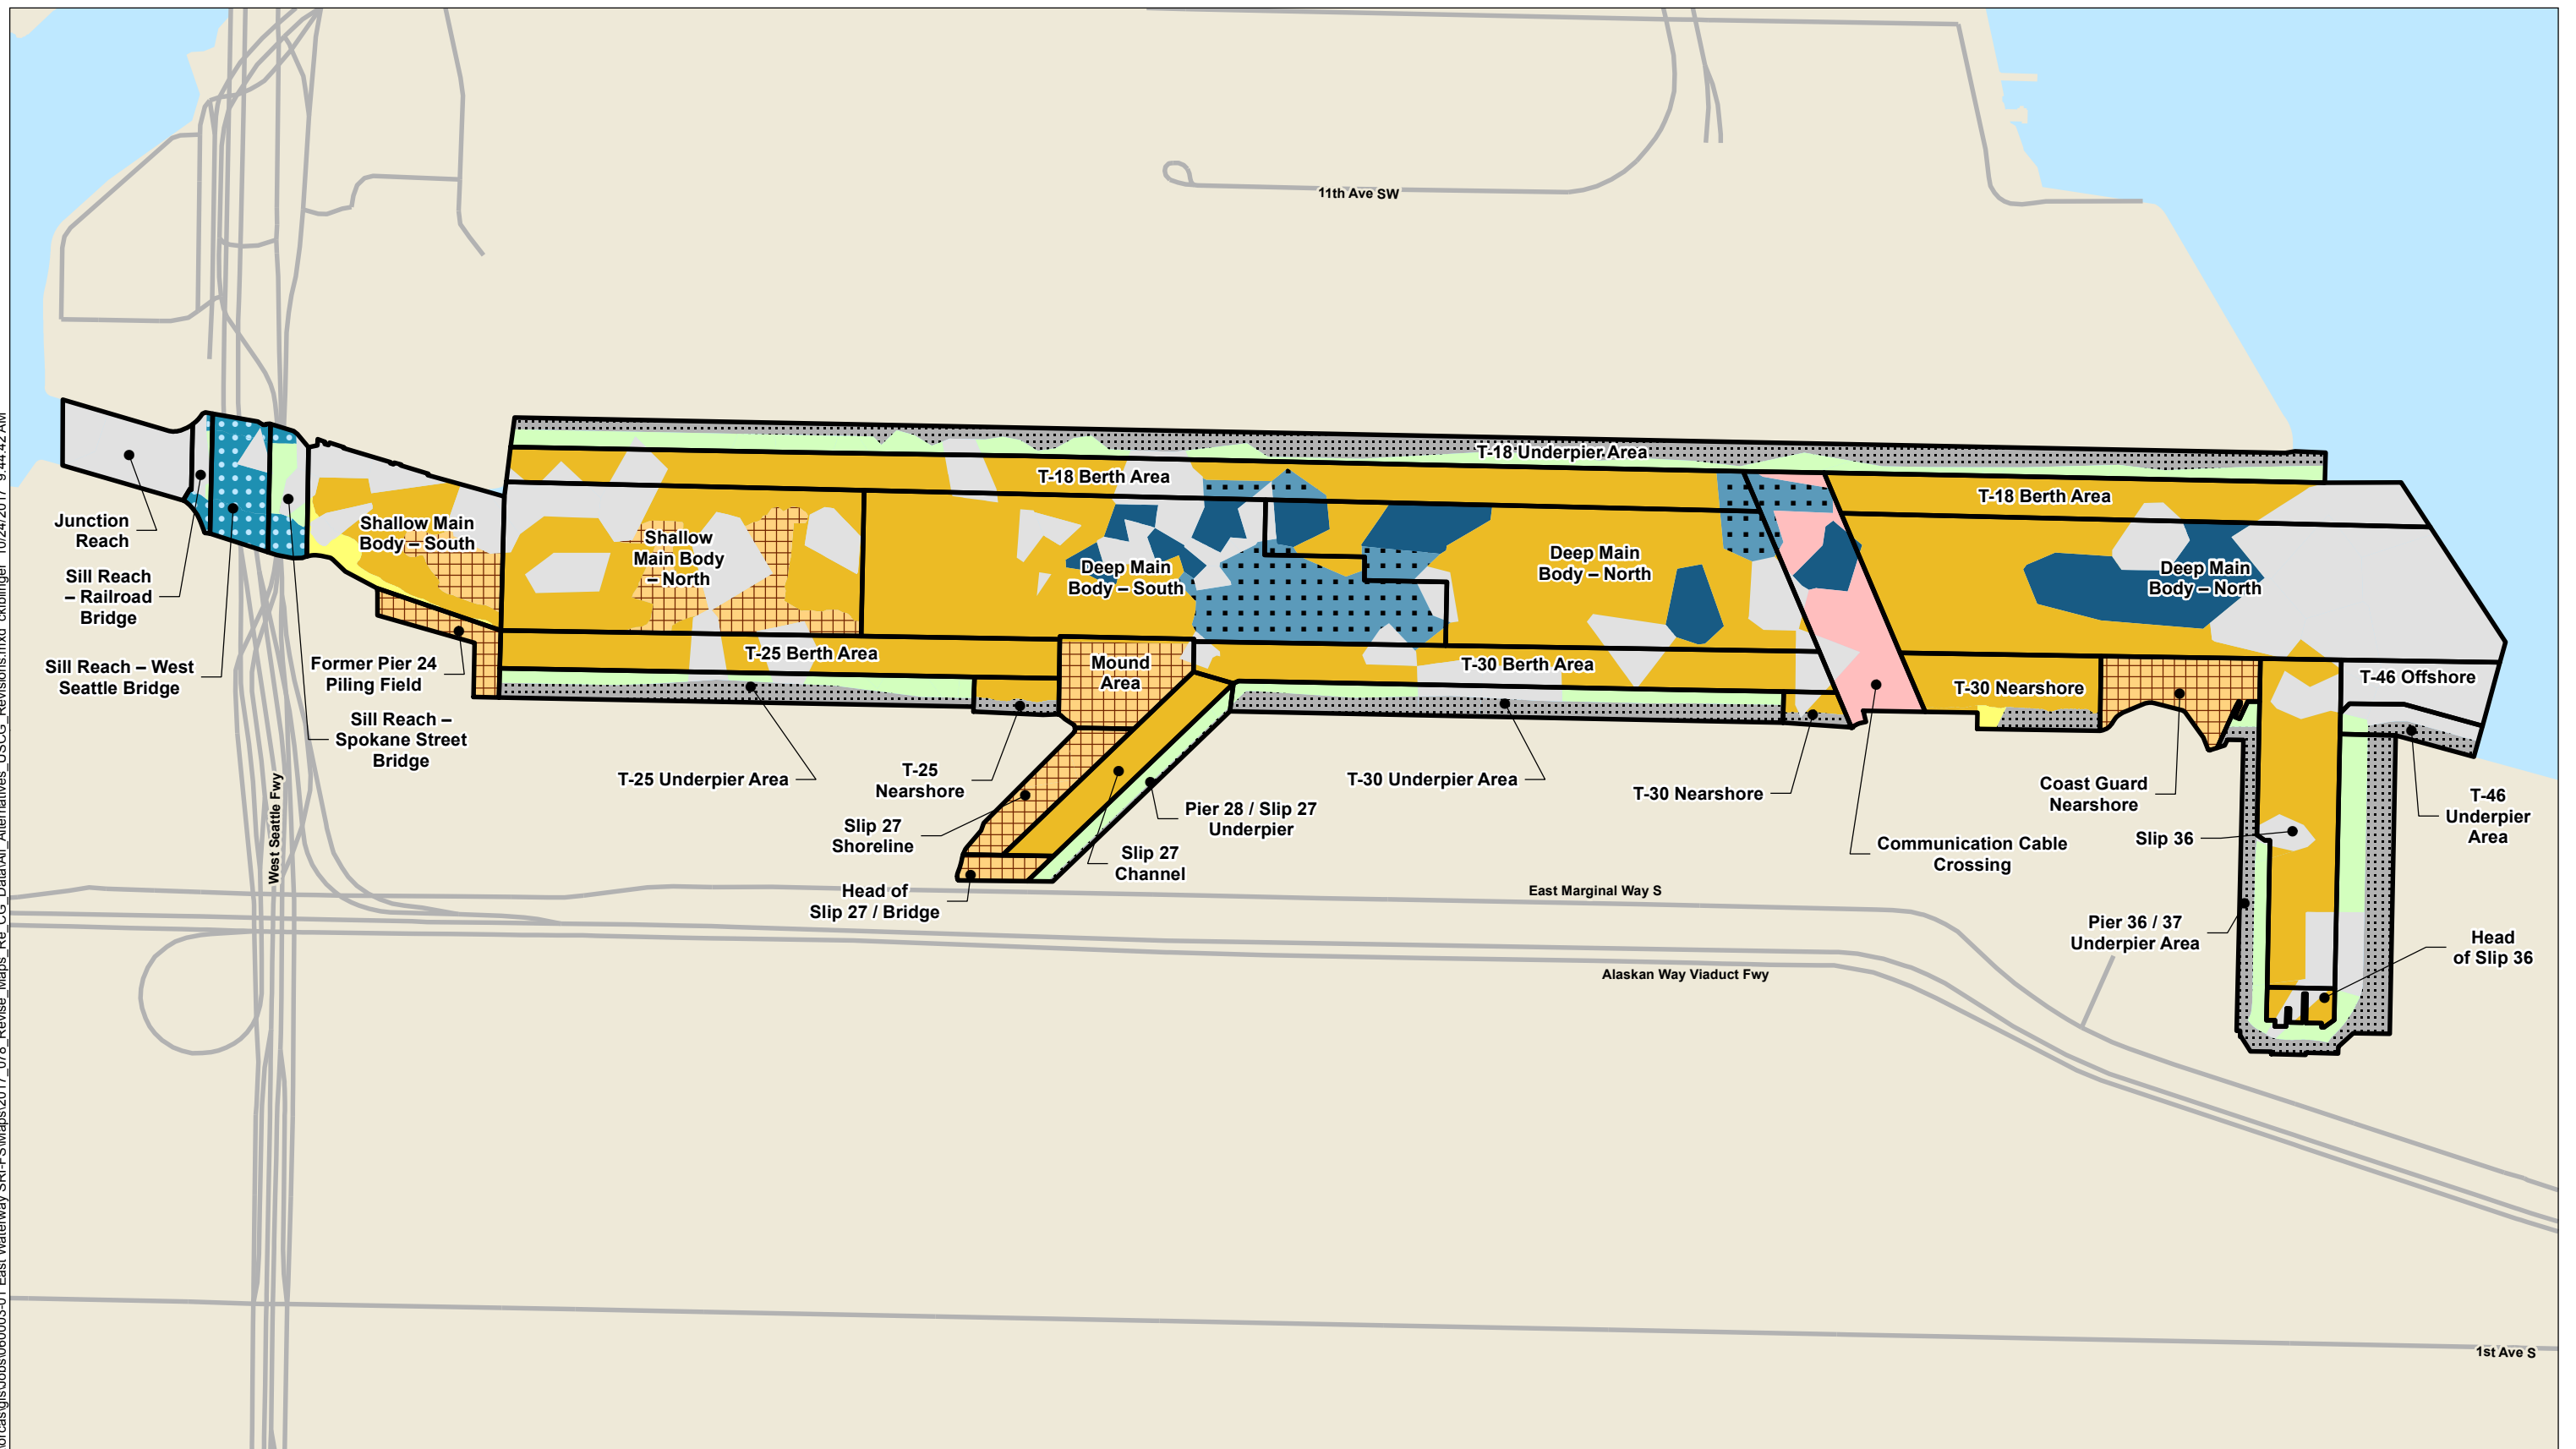 11th Ave SW
T-18 Underpier Area
T-18 Berth Area
T-18 Berth Area
Junction
Reach
Sill Reach
– Railroad
Bridge
Sill Reach – West
Seattle Bridge
Shallow Main
Body – South
Shallow
Main Body
– North
Deep Main
Body – South
Deep Main
Body – North
Deep Main
Body – North
Former Pier 24
Piling Field
Sill Reach –
Spokane Street
Bridge
T-25 Berth Area
Mound
Area
T-30 Berth Area
T-30 Nearshore
T-46 Offshore
T-25 Underpier Area
T-25
Nearshore
Slip 27
Shoreline
Head of
Slip 27 / Bridge
Pier 28 / Slip 27
Underpier
Slip 27
Channel
T-30 Underpier Area
T-30 Nearshore
Communication Cable
Crossing
Coast Guard
Nearshore
Slip 36
T-46
Underpier
Area
Pier 36 / 37
Underpier Area
Head
of Slip 36
West Seattle Fwy
East Marginal Way S
Alaskan Way Viaduct Fwy
1st Ave S